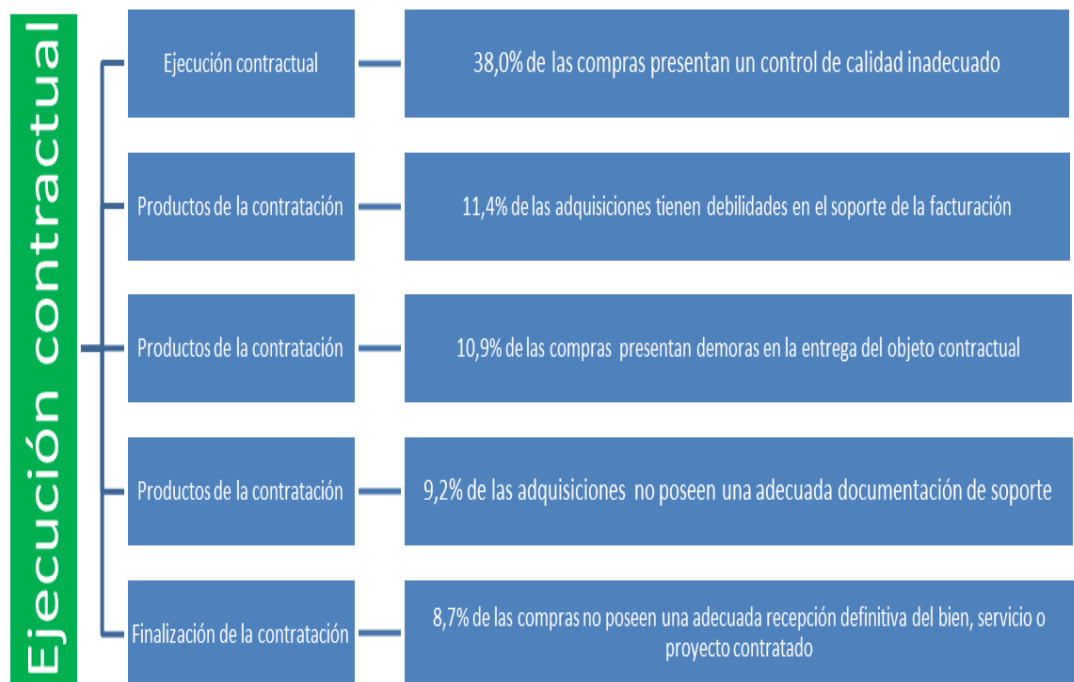 Ejecución contractual
Ejecución contractual
38,0% de las compras presentan un control de calidad inadecuado
Productos de la contratación
11,4% de las adquisiciones tienen debilidades en el soporte de la facturación
Productos de la contratación
10,9% de las compras presentan demoras en la entrega del objeto contractual
Productos de la contratación
9,2% de las adquisiciones no poseen una adecuada documentación de soporte
Finalización de la contratación
8,7% de las compras no poseen una adecuada recepción definitiva del bien, servicio o
proyecto contratado